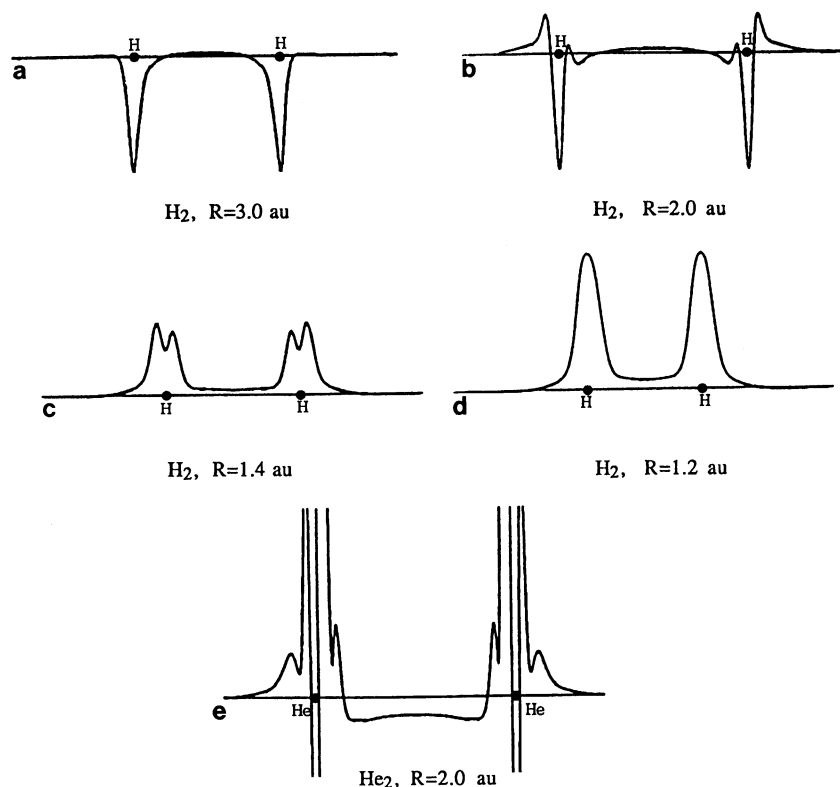 H H
a
H₂, R=3.0 au
H H
b
H₂, R=2.0 au
H H
c
H₂, R=1.4 au
H H
d
H₂, R=1.2 au
He He
e
He₂, R=2.0 au